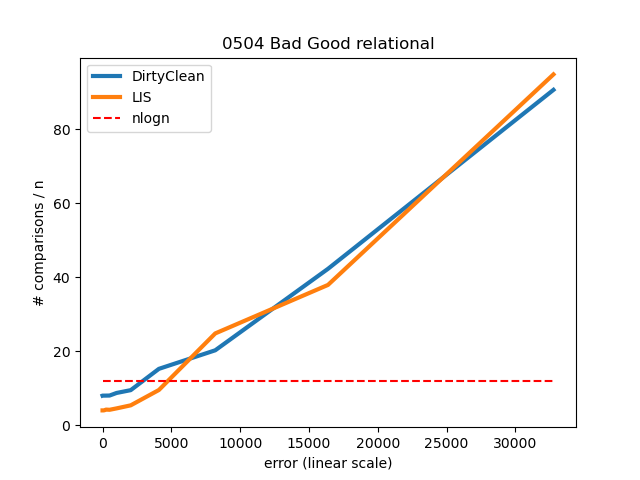 0504 Bad Good relational
DirtyClean
LIS
nlogn
# comparisons / n
80
60
40
20
0
0 5000 10000 15000 20000 25000 30000
error (linear scale)